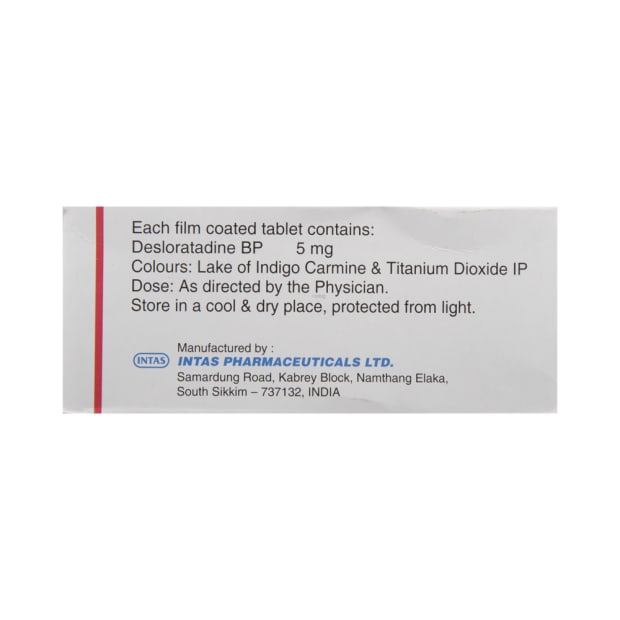 Each film coated tablet contains:
Desloratadine BP 5 mg
Colours: Lake of Indigo Carmine & Titanium Dioxide IP
Dose: As directed by the Physician.
Store in a cool & dry place, protected from light.
Manufactured by :
INTAS INTAS PHARMACEUTICALS LTD.
Samardung Road, Kabrey Block, Namthang Elaka,
South Sikkim – 737132, INDIA